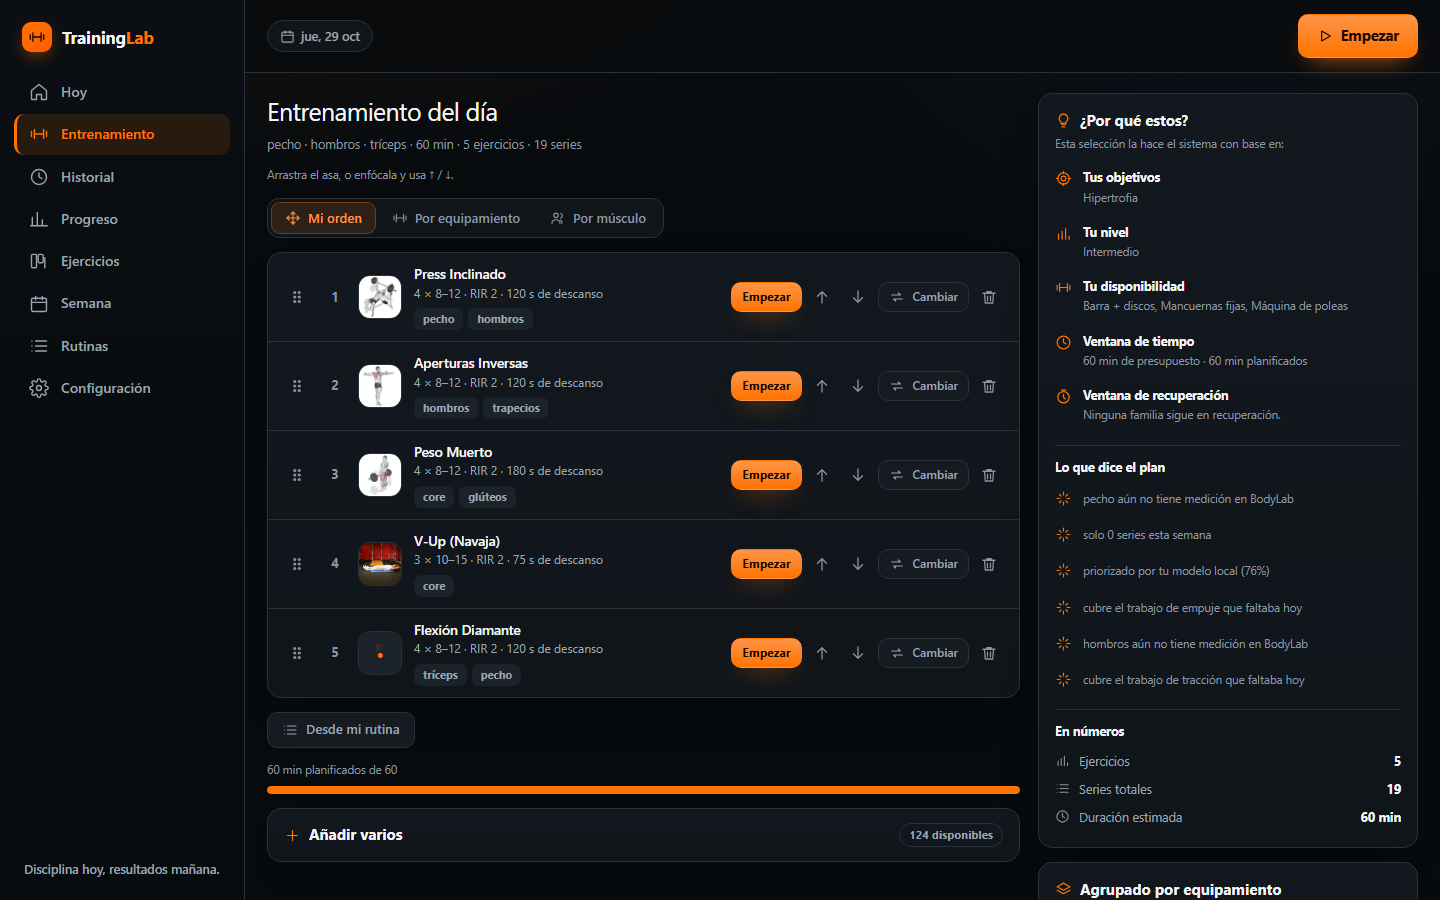 TrainingLab
Hoy
Entrenamiento
Historial
Progreso
Ejercicios
Semana
Rutinas
Configuración
Disciplina hoy, resultados mañana.
jue, 29 oct
Empezar
Entrenamiento del día
pecho · hombros · tríceps · 60 min · 5 ejercicios · 19 series
Arrastra el asa, o enfócala y usa ↑ / ↓.
Mi orden
Por equipamiento
Por músculo
1
Press Inclinado
4 × 8–12 · RIR 2 · 120 s de descanso
pecho
hombros
Empezar
Cambiar
2
Aperturas Inversas
4 × 8–12 · RIR 2 · 120 s de descanso
hombros
trapecios
Empezar
Cambiar
3
Peso Muerto
4 × 8–12 · RIR 2 · 180 s de descanso
core
glúteos
Empezar
Cambiar
4
V-Up (Navaja)
3 × 10–15 · RIR 2 · 75 s de descanso
core
Empezar
Cambiar
5
Flexión Diamante
4 × 8–12 · RIR 2 · 120 s de descanso
tríceps
pecho
Empezar
Cambiar
Desde mi rutina
60 min planificados de 60
Añadir varios
124 disponibles
¿Por qué estos?
Esta selección la hace el sistema con base en:
Tus objetivos
Hipertrofia
Tu nivel
Intermedio
Tu disponibilidad
Barra + discos, Mancuernas fijas, Máquina de poleas
Ventana de tiempo
60 min de presupuesto · 60 min planificados
Ventana de recuperación
Ninguna familia sigue en recuperación.
Lo que dice el plan
pecho aún no tiene medición en BodyLab
solo 0 series esta semana
priorizado por tu modelo local (76%)
cubre el trabajo de empuje que faltaba hoy
hombros aún no tiene medición en BodyLab
cubre el trabajo de tracción que faltaba hoy
En números
Ejercicios
5
Series totales
19
Duración estimada
60 min
Agrupado por equipamiento